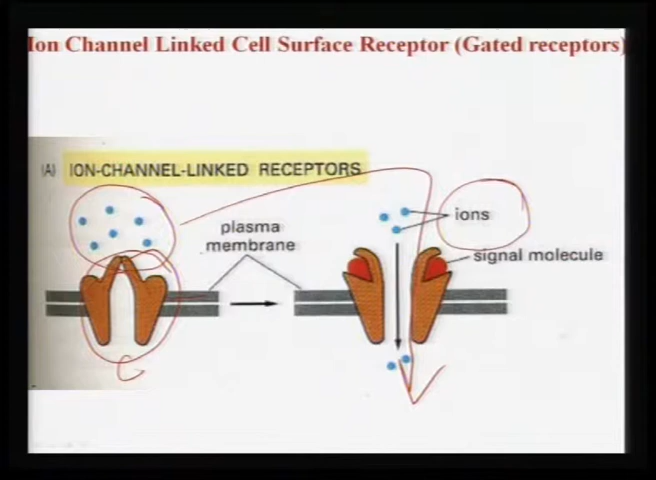 Ion Channel Linked Cell Surface Receptor (Gated receptors)
(A) ION-CHANNEL-LINKED RECEPTORS
plasma
membrane
ions
signal molecule
C